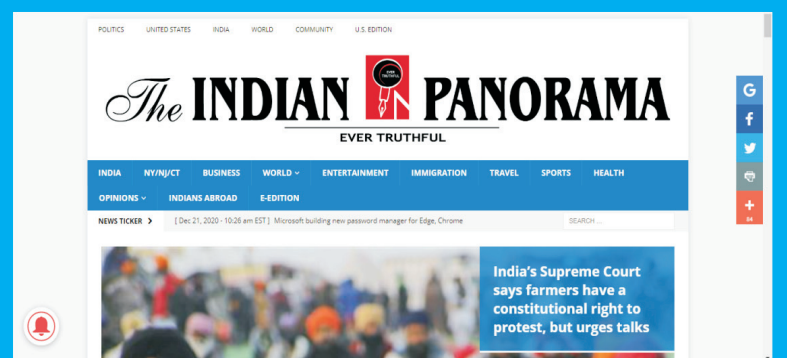 POLITICS UNITED STATES INDIA WORLD COMMUNITY U.S. EDITION
The INDIAN PANORAMA
EVER TRUTHFUL
EVER TRUTHFUL
INDIA NY/NJ/CT BUSINESS WORLD ENTERTAINMENT IMMIGRATION TRAVEL SPORTS HEALTH
OPINIONS INDIANS ABROAD E-EDITION
NEWS TICKER [ Dec 21, 2020 - 10:26 am EST ] Microsoft building new password manager for Edge, Chrome SEARCH ...
India's Supreme Court
says farmers have a
constitutional right to
protest, but urges talks
G
f
+
84